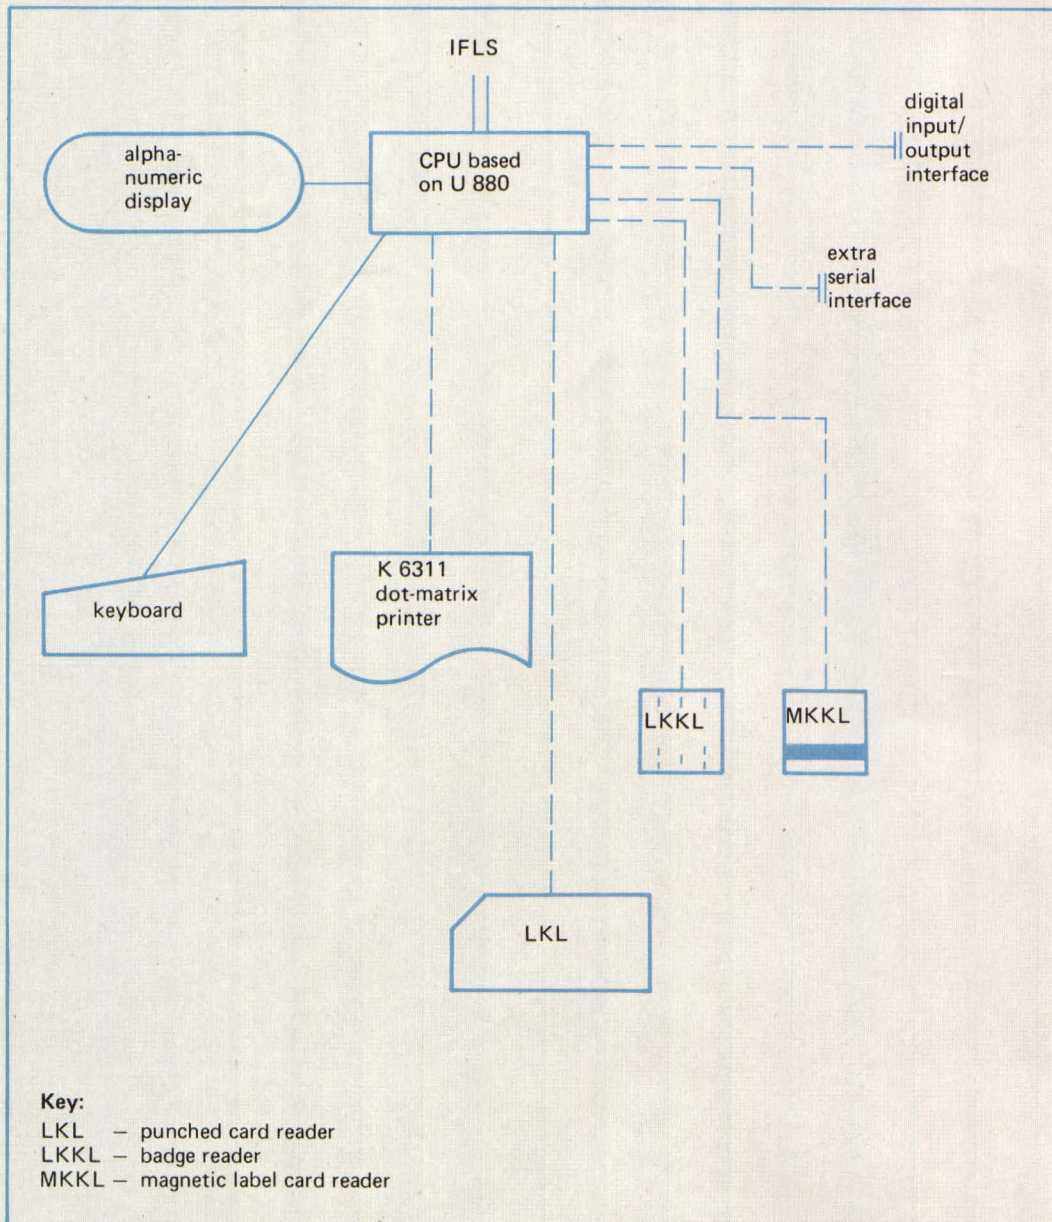 IFLS
alpha-
numeric
display
CPU based
on U 880
digital
input/
output
interface
extra
serial
interface
keyboard
K 6311
dot-matrix
printer
LKKL
MKKL
LKL
Key:
LKL – punched card reader
LKKL – badge reader
MKKL – magnetic label card reader